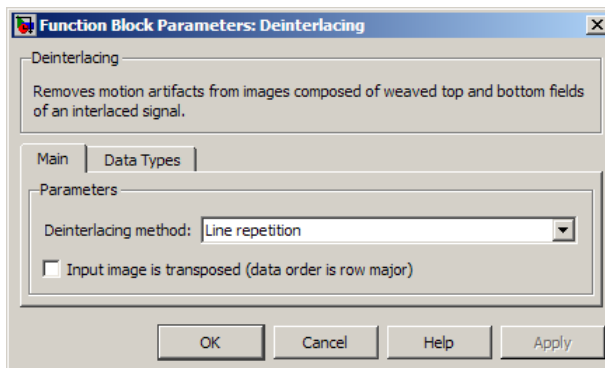 Function Block Parameters: Deinterlacing
Deinterlacing
Removes motion artifacts from images composed of weaved top and bottom fields
of an interlaced signal.
Main
Data Types
Parameters
Deinterlacing method: Line repetition
Input image is transposed (data order is row major)
OK
Cancel
Help
Apply